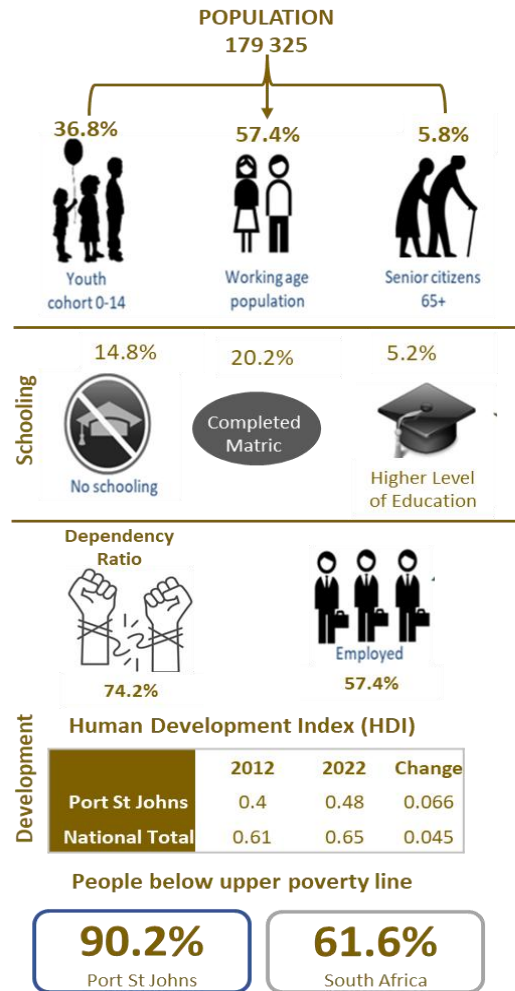 POPULATION
179 325
36.8%
57.4%
5.8%
Youth
cohort 0-14
Working age
population
Senior citizens
65+
Schooling
14.8%
20.2%
5.2%
No schooling
Completed
Matric
Higher Level
of Education
Development
Dependency
Ratio
74.2%
Employed
57.4%
Human Development Index (HDI)
2012 2022 Change
Port St Johns 0.4 0.48 0.066
National Total 0.61 0.65 0.045
People below upper poverty line
90.2%
Port St Johns
61.6%
South Africa